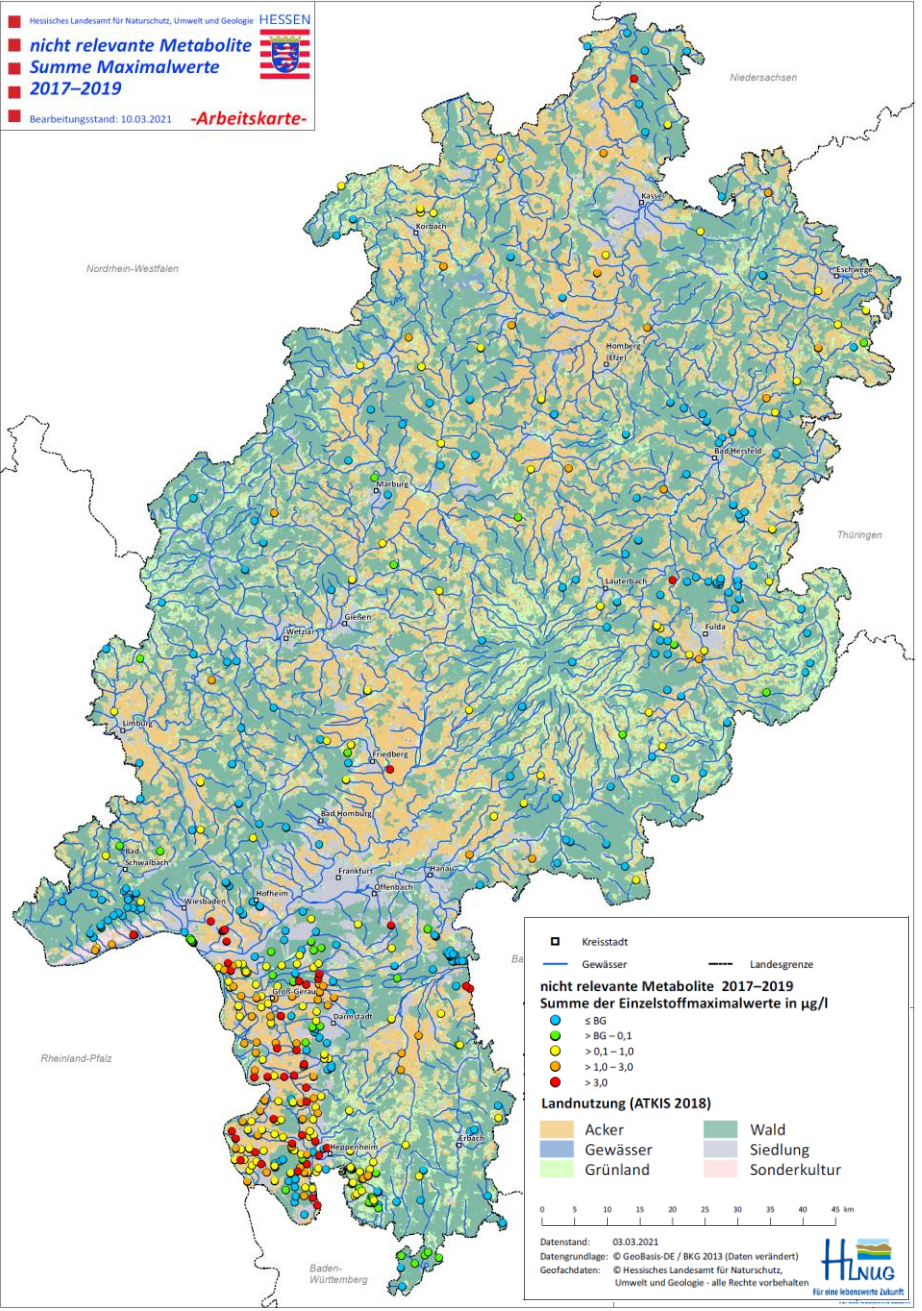 Hessisches Landesamt für Naturschutz, Umwelt und Geologie
HESSEN
nicht relevante Metabolite
Summe Maximalwerte
2017–2019
Bearbeitungsstand: 10.03.2021
-Arbeitskarte-
Niedersachsen
Kassel
Korbach
Nordrhein-Westfalen
Eschwege
Homberg
(Efze)
Bad Hersfeld
Marburg
Thüringen
Lauterbach
Gießen
Wetzlar
Fulda
Limburg
Friedberg
Bad Homburg
Bad
Schwalbach
Frankfurt
Hanau
Offenbach
Hofheim
Wiesbaden
Ba
Groß-Gerau
Darmstadt
Rheinland-Pfalz
Erbach
Heppenheim
Baden-
Württemberg
Kreisstadt
Gewässer
Landesgrenze
nicht relevante Metabolite 2017–2019
Summe der Einzelstoffmaximalwerte in µg/l
≤ BG
> BG – 0,1
> 0,1 – 1,0
> 1,0 – 3,0
> 3,0
Landnutzung (ATKIS 2018)
Acker
Wald
Gewässer
Siedlung
Grünland
Sonderkultur
0 5 10 15 20 25 30 35 40 45 km
Datenstand: 03.03.2021
Datengrundlage: © GeoBasis-DE / BKG 2013 (Daten verändert)
Geofachdaten: © Hessisches Landesamt für Naturschutz,
Umwelt und Geologie - alle Rechte vorbehalten
HLNUG
Für eine lebenswerte Zukunft